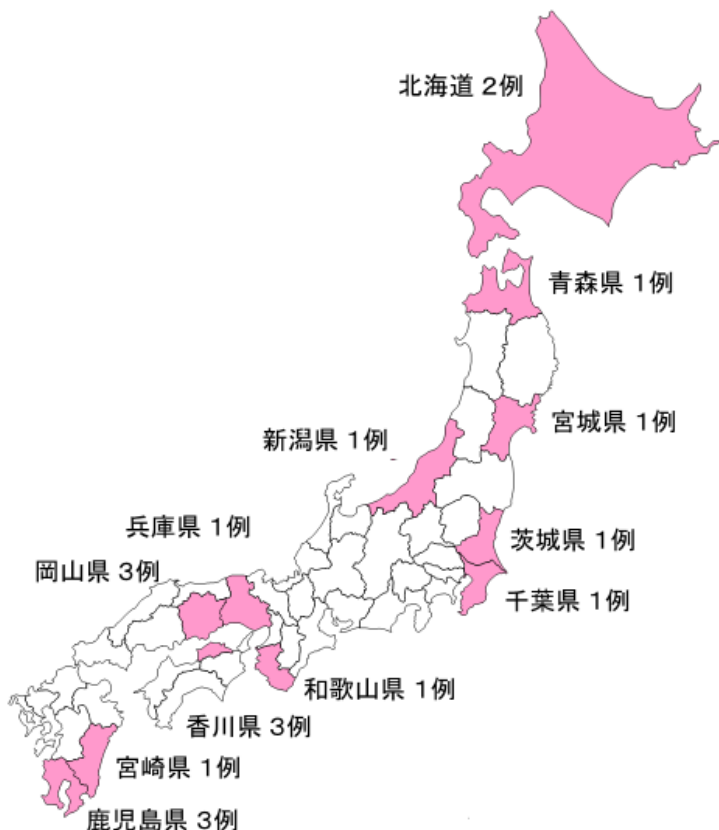 北海道 2例
青森県 1例
宮城県 1例
新潟県 1例
兵庫県 1例
茨城県 1例
岡山県 3例
千葉県 1例
和歌山県 1例
香川県 3例
宮崎県 1例
鹿児島県 3例